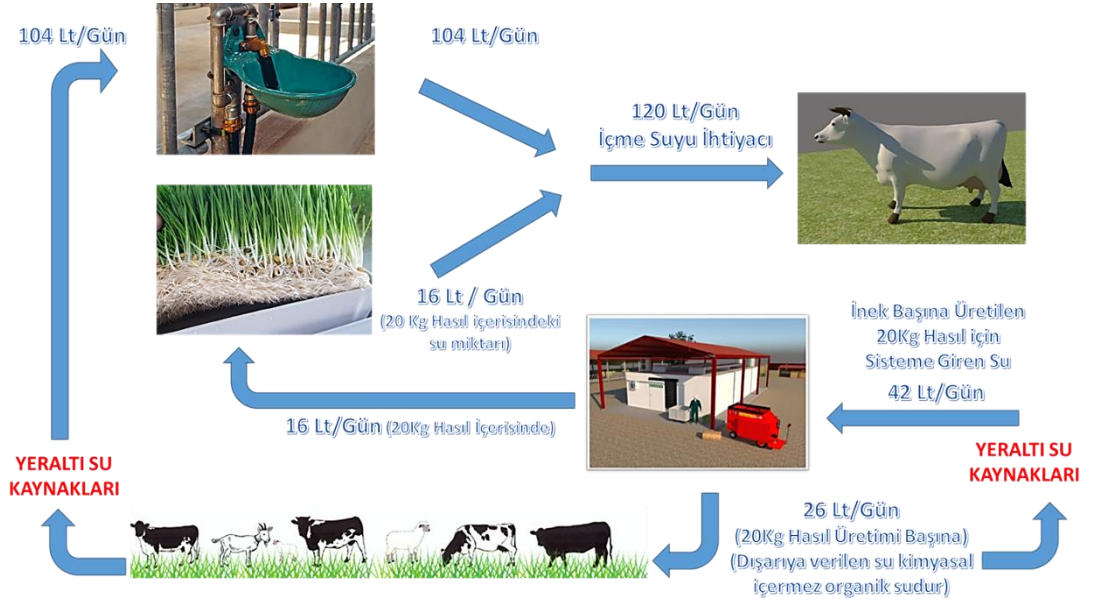 104 Lt/Gün
104 Lt/Gün
120 Lt/Gün
İçme Suyu İhtiyacı
16 Lt / Gün
(20 Kg Hasıl içerisindeki
su miktarı)
İnek Başına Üretilen
20Kg Hasıl için
Sisteme Giren Su
42 Lt/Gün
16 Lt/Gün (20Kg Hasıl İçerisinde)
YERALTI SU
KAYNAKLARI
YERALTI SU
KAYNAKLARI
26 Lt/Gün
(20Kg Hasıl Üretimi Başına)
(Dışarıya verilen su kimyasal
içermez organik sudur)